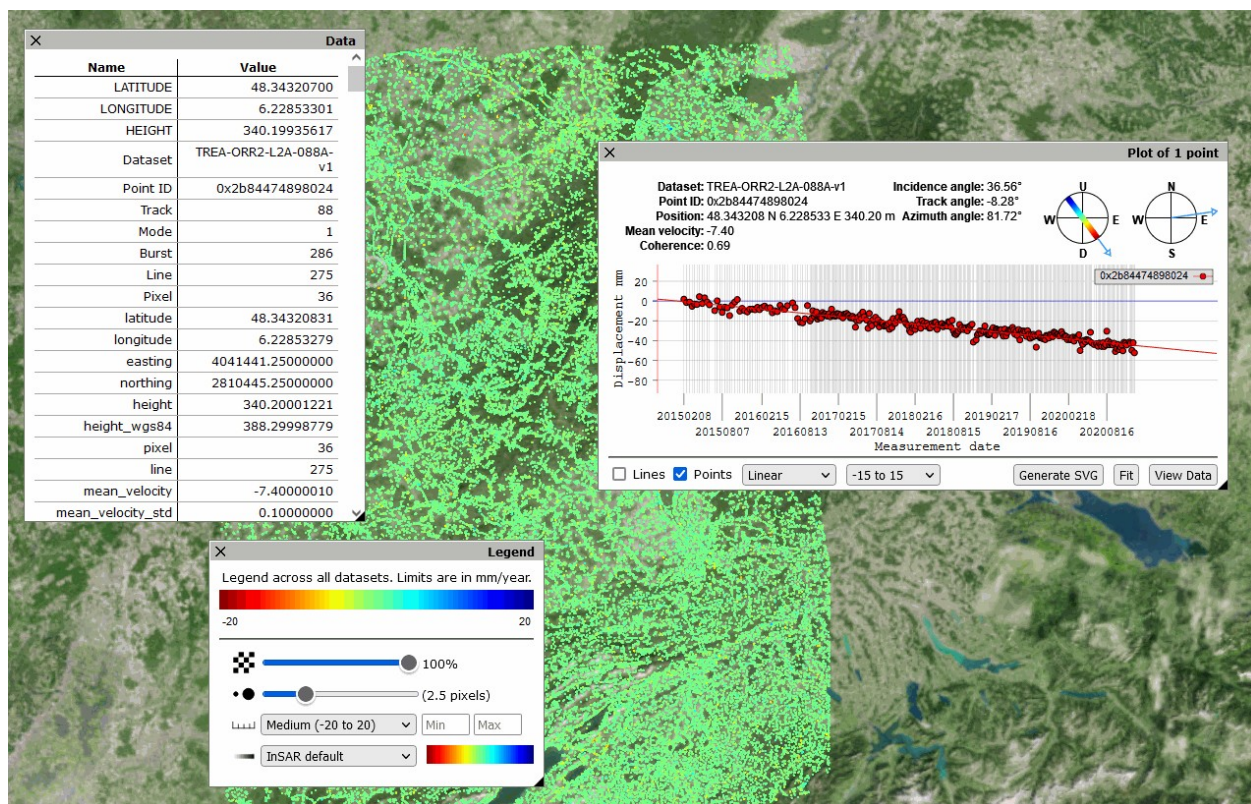 Data
Name Value
LATITUDE 48.34320700
LONGITUDE 6.22853301
HEIGHT 340.19935617
Dataset TREA-ORR2-L2A-088A-
v1
Point ID 0x2b84474898024
Track 88
Mode 1
Burst 286
Line 275
Pixel 36
latitude 48.34320831
longitude 6.22853279
easting 4041441.25000000
northing 2810445.25000000
height 340.20001221
height_wgs84 388.29998779
pixel 36
line 275
mean_velocity -7.40000010
mean_velocity_std 0.10000000
Plot of 1 point
Dataset: TREA-ORR2-L2A-088A-v1 Incidence angle: 36.56°
Point ID: 0x2b84474898024 Track angle: -8.28°
Position: 48.343208 N 6.228533 E 340.20 m Azimuth angle: 81.72°
Mean velocity: -7.40
Coherence: 0.69
U
W E
D
N
W E
S
0x2b84474898024
Displacement mm
20
0
-20
-40
-60
-80
20150208 20160215 20170215 20180216 20190217 20200218
20150807 20160813 20170814 20180815 20190816 20200816
Measurement date
Lines Points Linear -15 to 15 Generate SVG Fit View Data
Legend
Legend across all datasets. Limits are in mm/year.
-20 20
100%
(2.5 pixels)
Medium (-20 to 20) Min Max
InSAR default